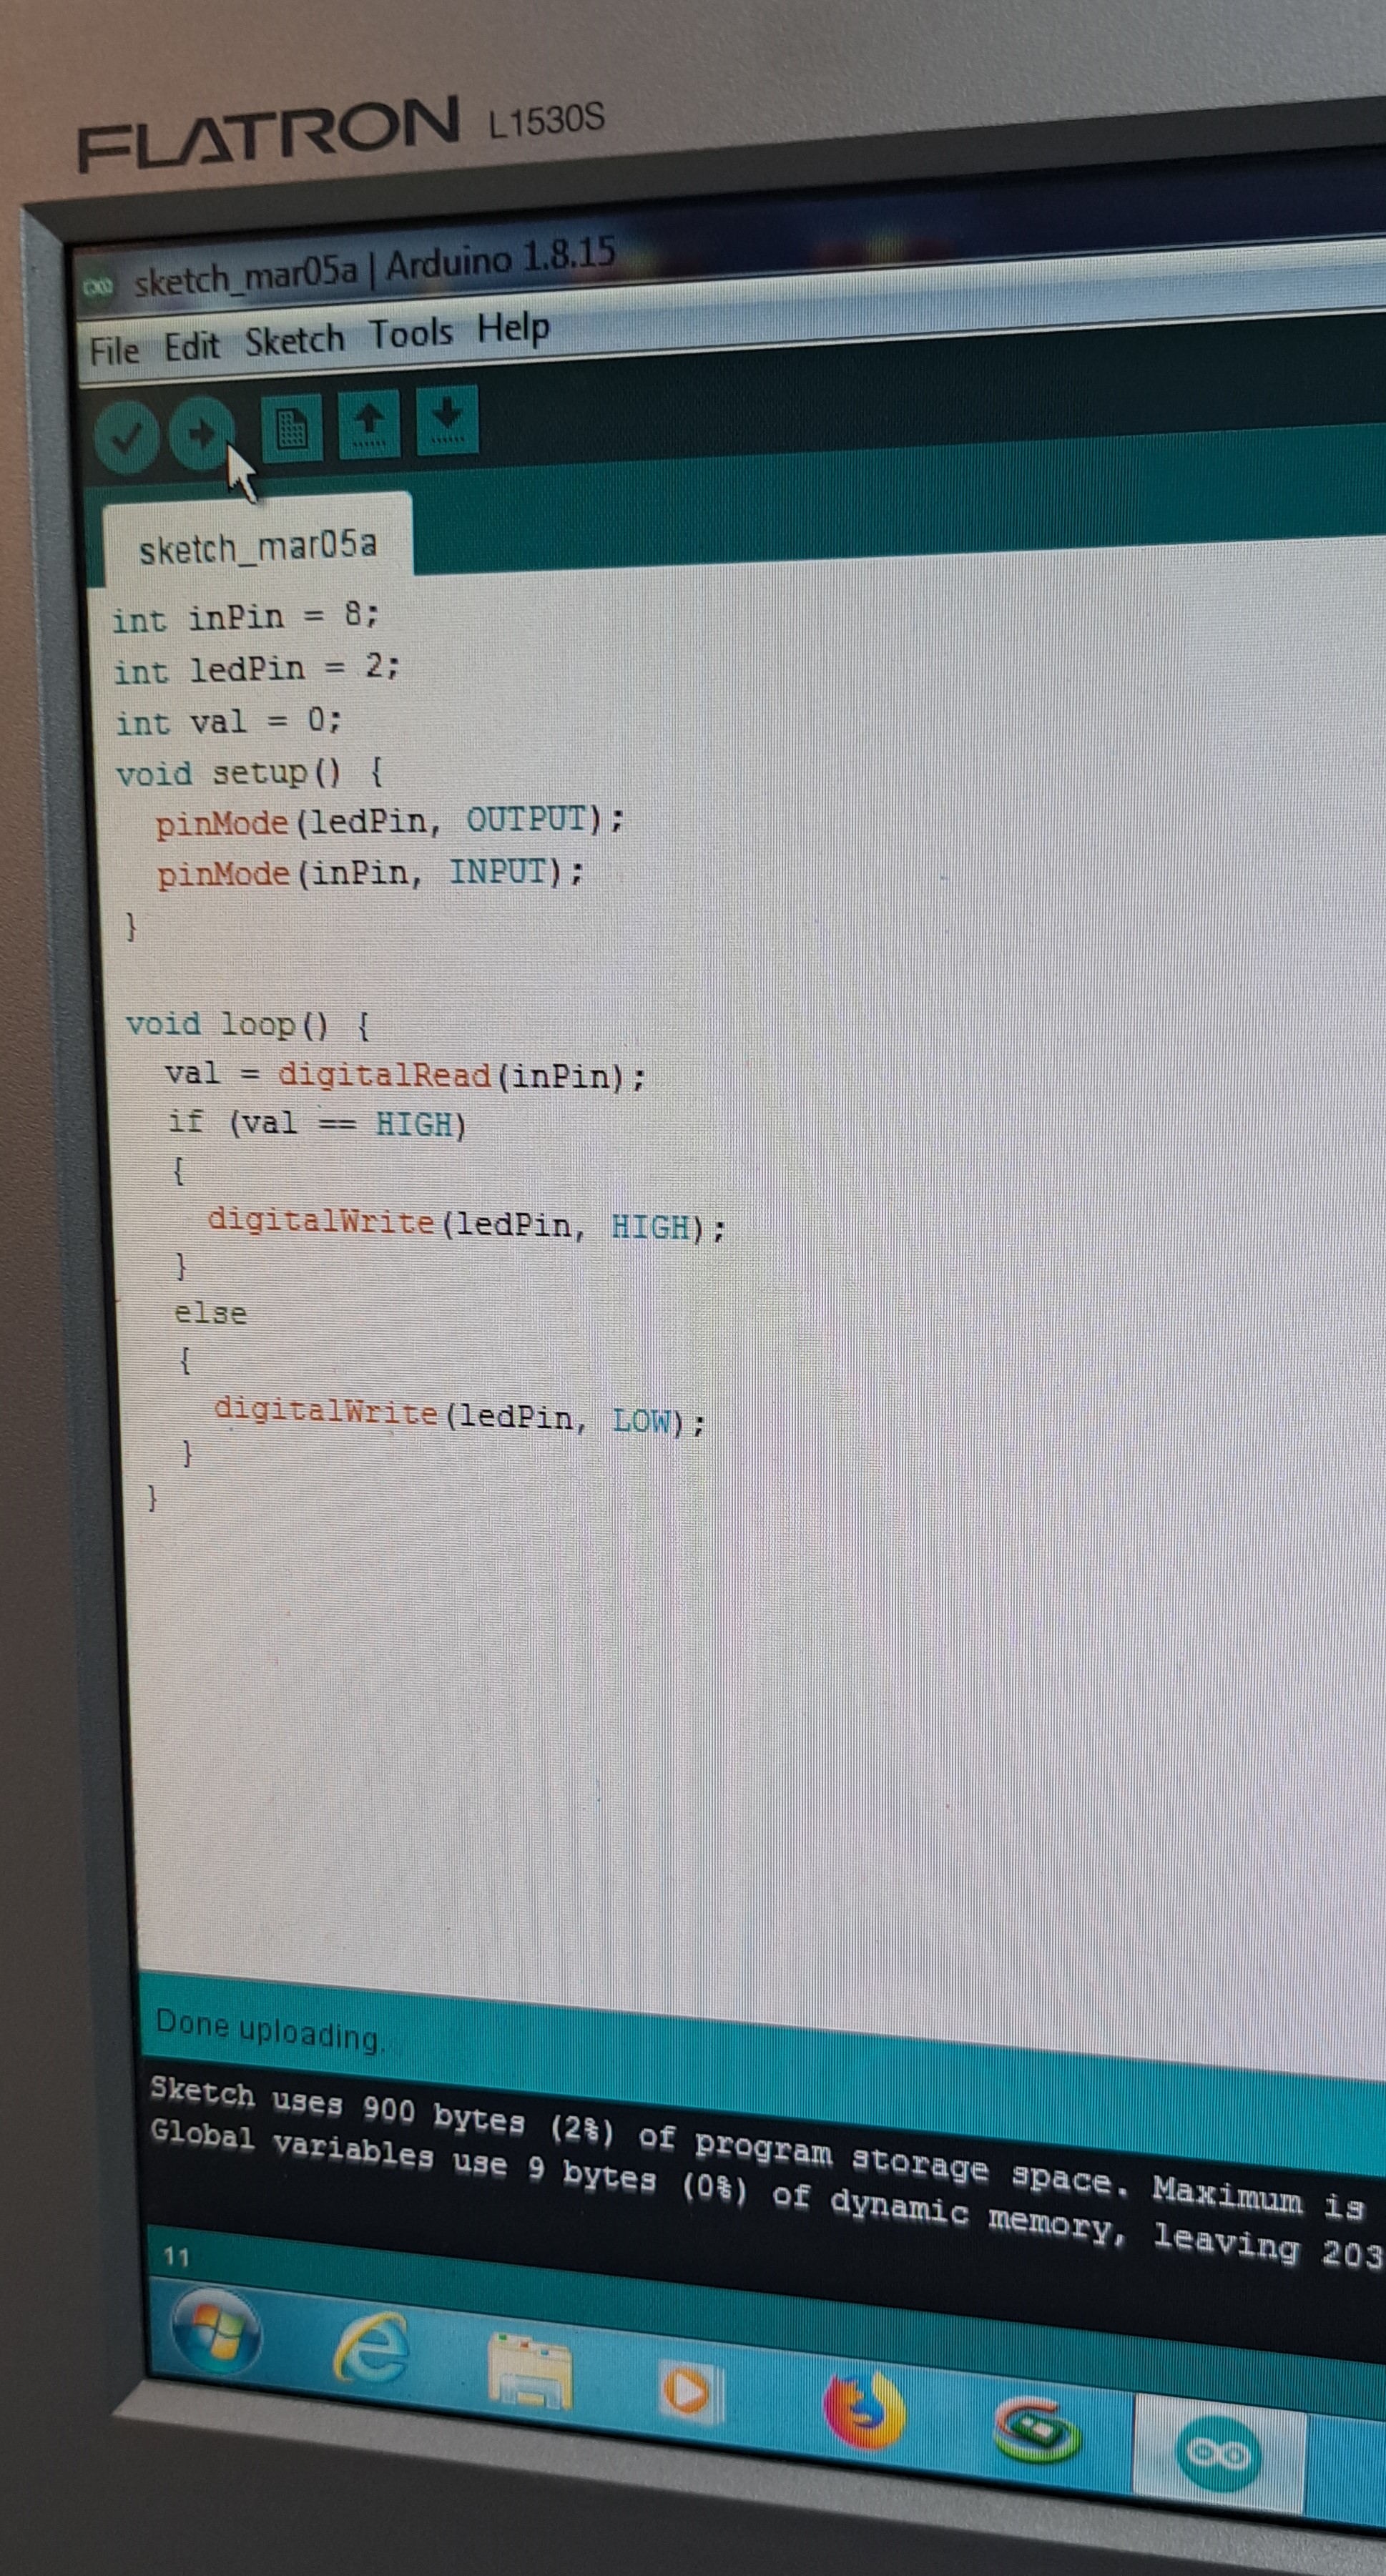 FLATRON L1530S
sketch_mar05a | Arduino 1.8.15
File Edit Sketch Tools Help
sketch_mar05a
int inPin = 8;
int ledPin = 2;
int val = 0;
void setup() {
  pinMode(ledPin, OUTPUT);
  pinMode(inPin, INPUT);
}
void loop() {
  val = digitalRead(inPin);
  if (val == HIGH)
  {
    digitalWrite(ledPin, HIGH);
  }
  else
  {
    digitalWrite(ledPin, LOW);
  }
}
Done uploading.
Sketch uses 900 bytes (2%) of program storage space. Maximum is
Global variables use 9 bytes (0%) of dynamic memory, leaving 203
11